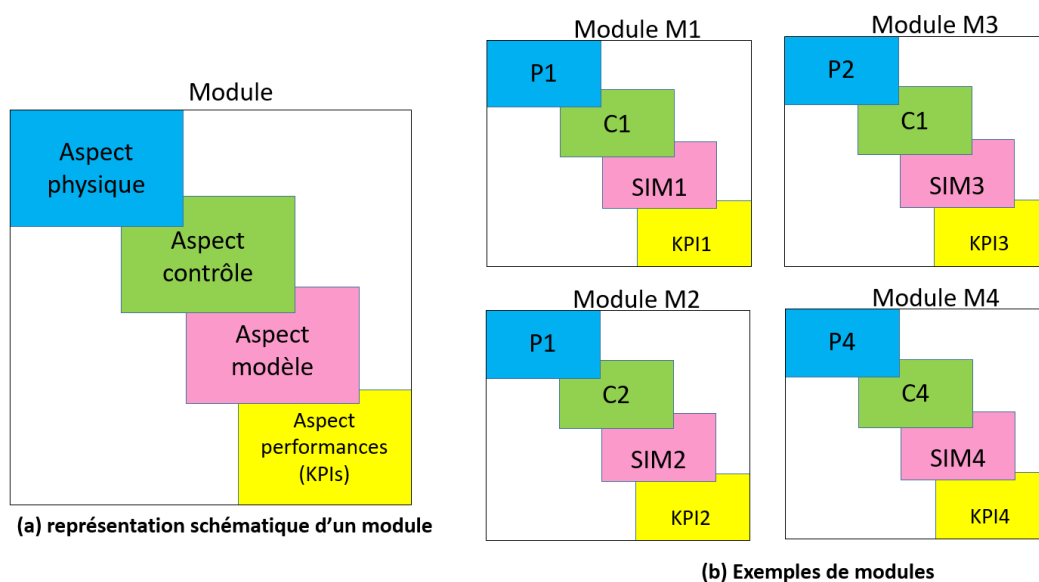 Module
Aspect
physique
Aspect
contrôle
Aspect
modèle
Aspect
performances
(KPIs)
(a) représentation schématique d'un module
Module M1
P1
C1
SIM1
KPI1
Module M3
P2
C1
SIM3
KPI3
Module M2
P1
C2
SIM2
KPI2
Module M4
P4
C4
SIM4
KPI4
(b) Exemples de modules